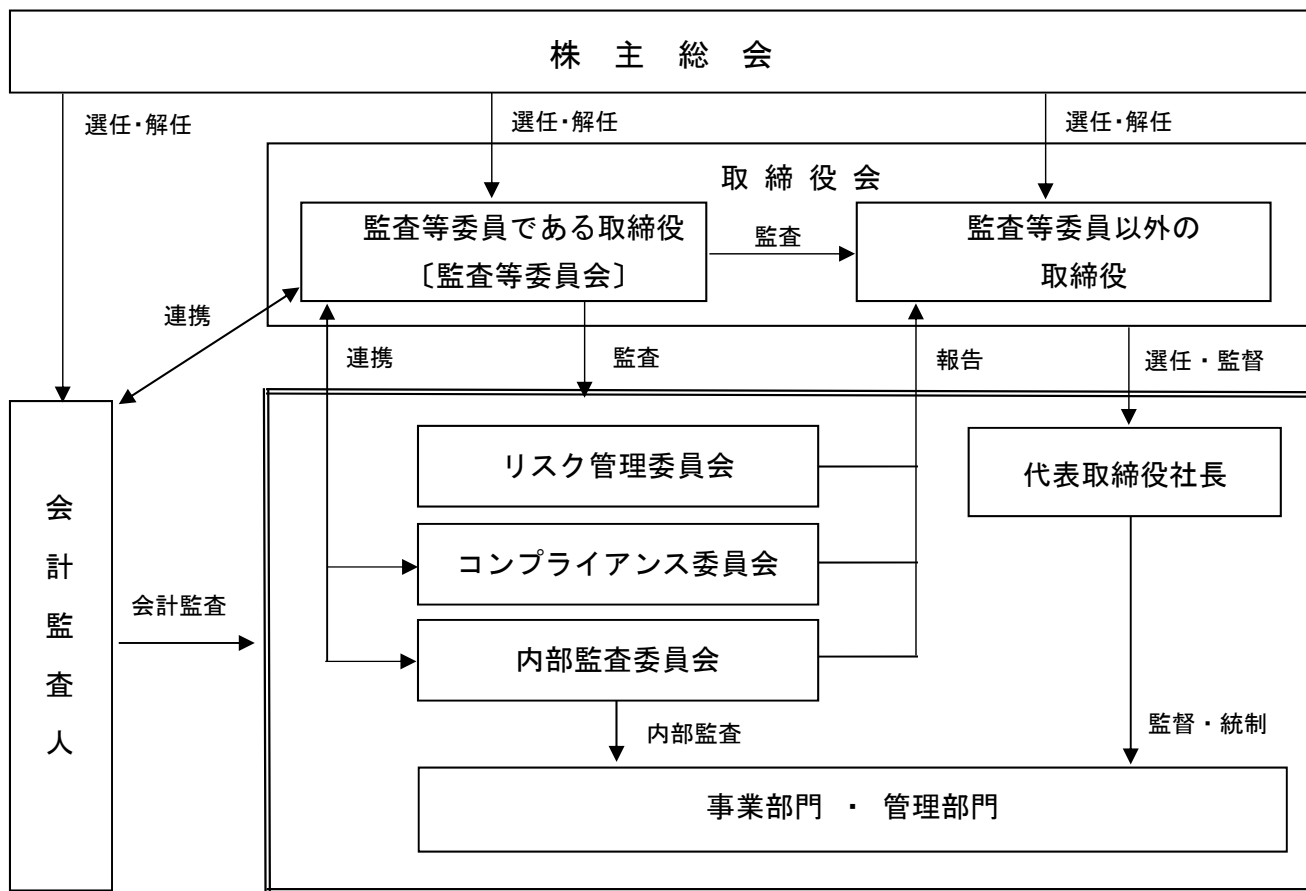 株 主 総 会
選任・解任
選任・解任
選任・解任
取 締 役 会
監査等委員である取締役
〔監査等委員会〕
監査
監査等委員以外の
取締役
連携
連携
監査
報告
選任・監督
リスク管理委員会
代表取締役社長
コンプライアンス委員会
会計監査人
会計監査
内部監査委員会
内部監査
監督・統制
事業部門 ・ 管理部門